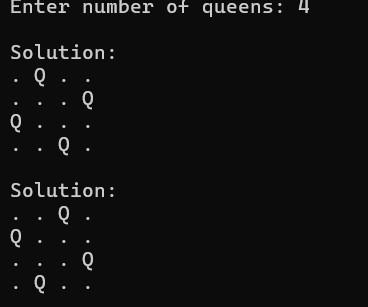 Enter number of queens: 4
Solution:
. Q . .
. . . Q
Q . . .
. . Q .
Solution:
. . Q .
Q . . .
. . . Q
. Q . .